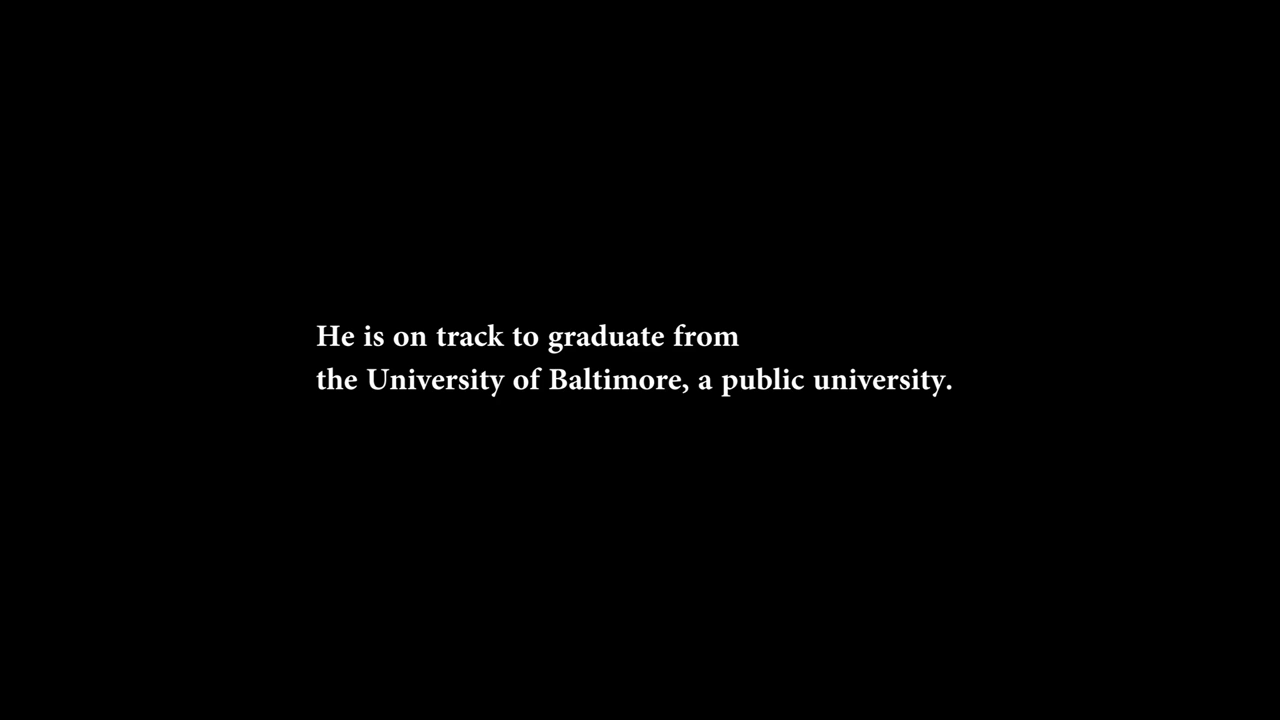 He is on track to graduate from
the University of Baltimore, a public university.